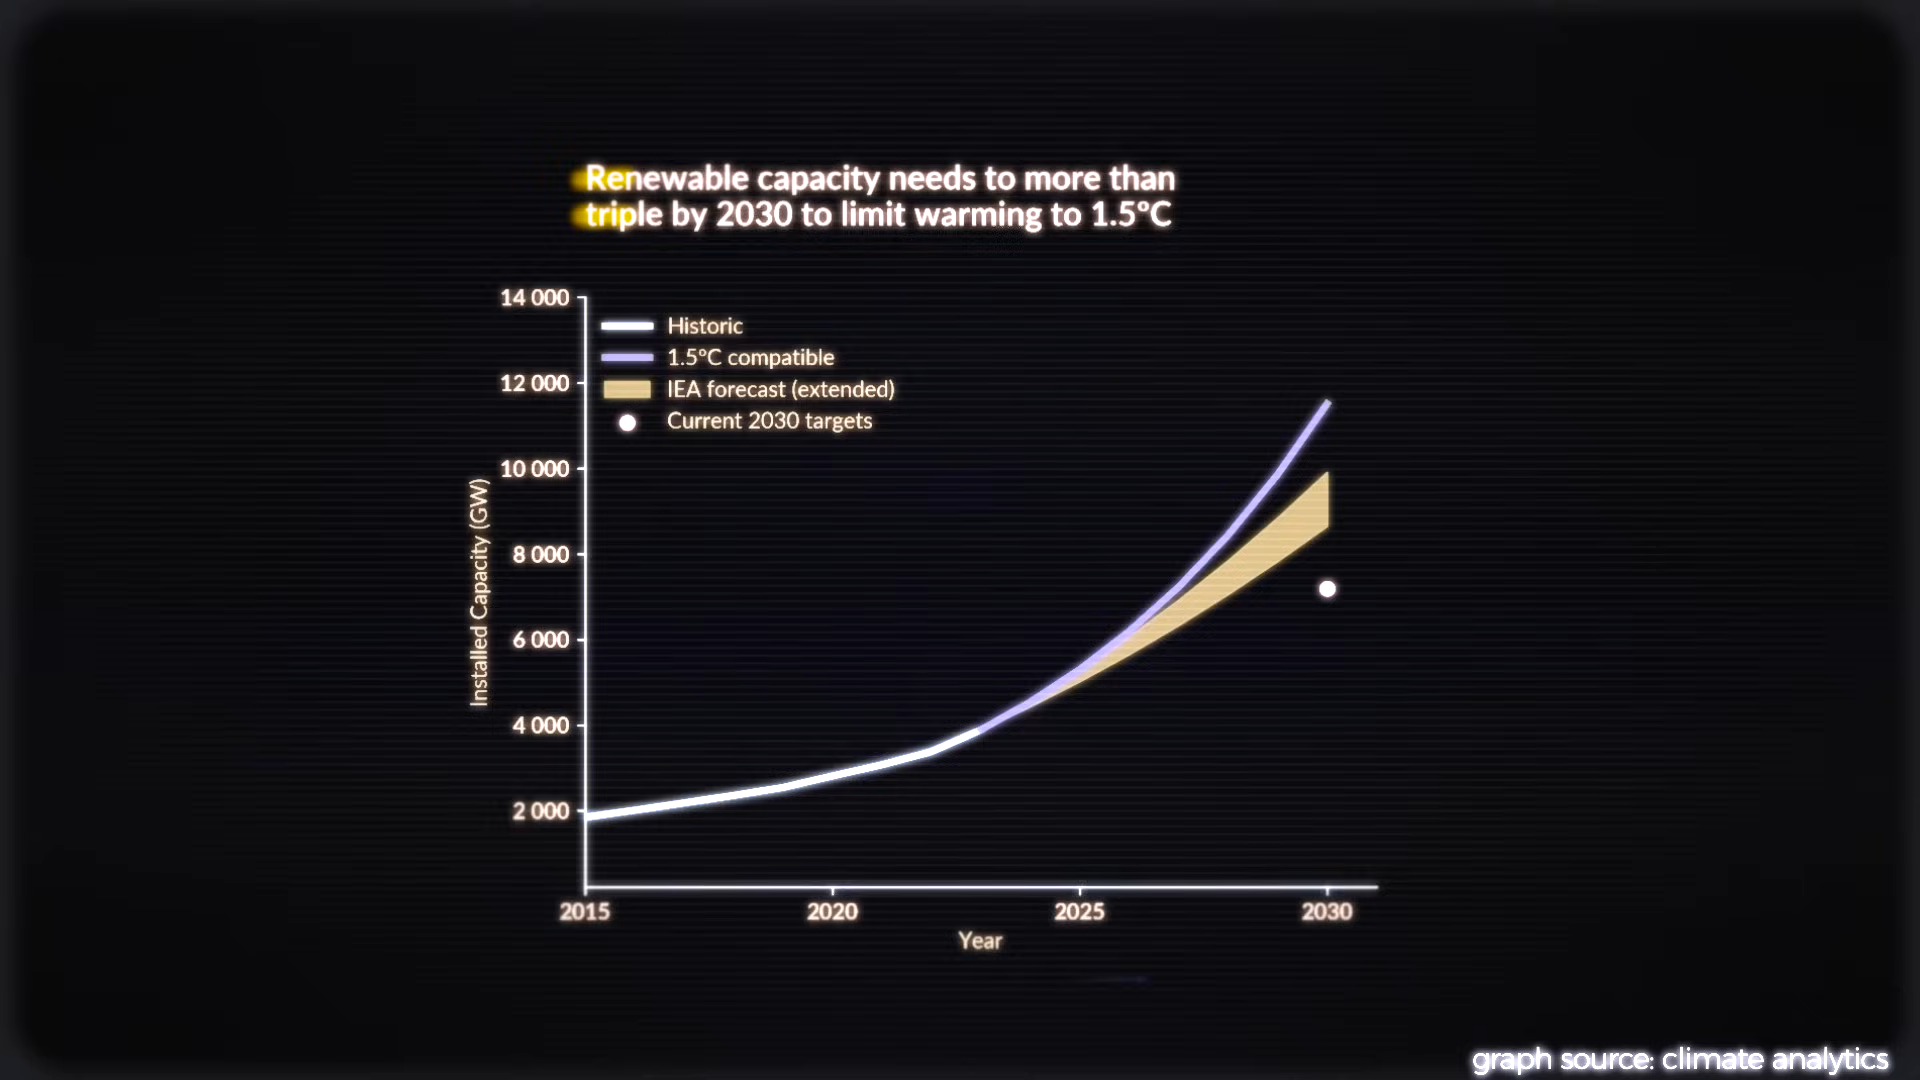 Renewable capacity needs to more than
triple by 2030 to limit warming to 1.5°C
14 000
12 000
10 000
8 000
6 000
4 000
2 000
Installed Capacity (GW)
Historic
1.5°C compatible
IEA forecast (extended)
Current 2030 targets
2015 2020 2025 2030
Year
graph source: climate analytics